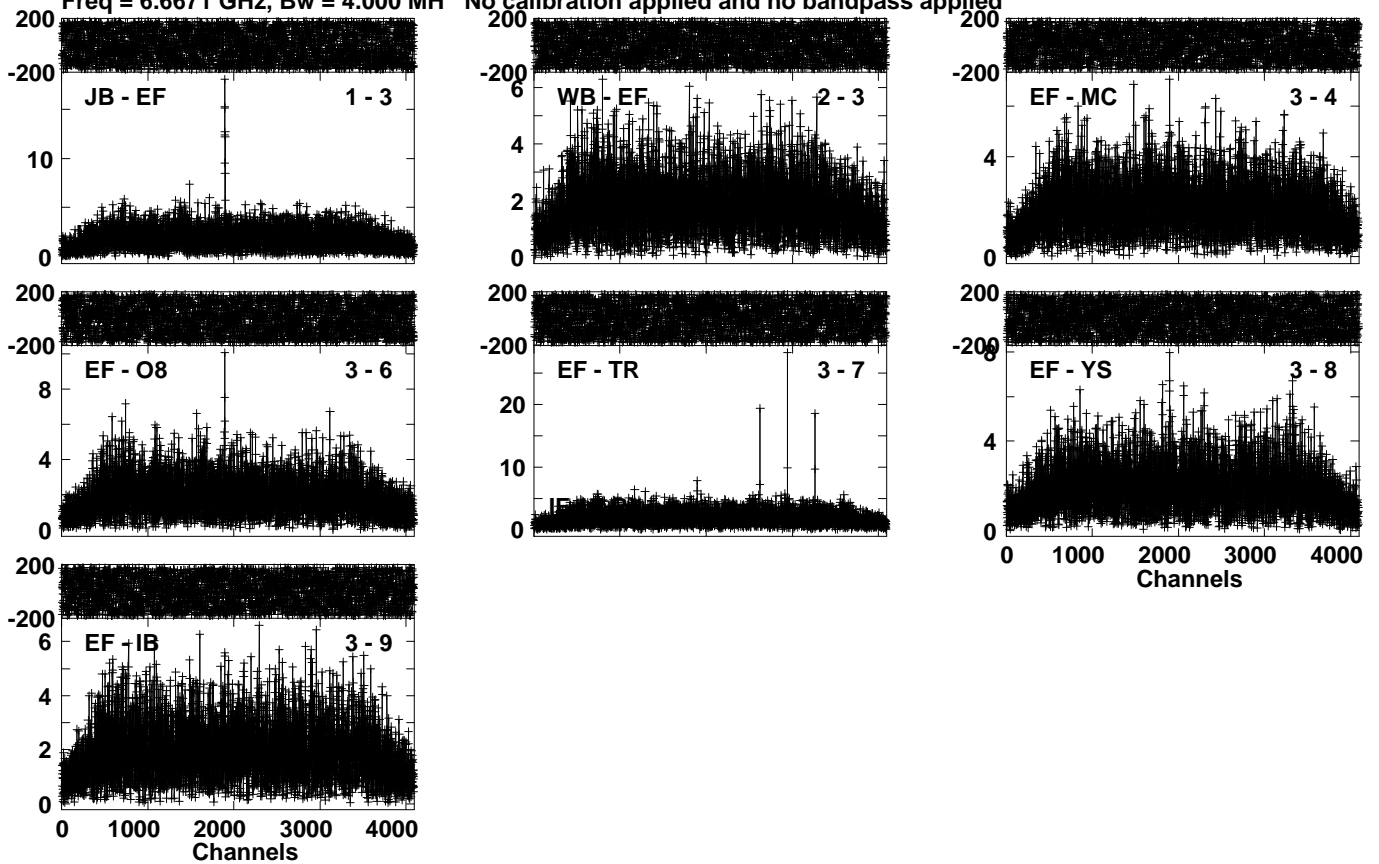 Freq = 6.6671 GHz, Bw = 4.000 MH No calibration applied and no bandpass applied
200 200 200
-200 -200 -200
JB - EF 1 - 3 WB - EF 2 - 3 EF - MC 3 - 4
10 0
6 4 2 0
4 0
200 200 200
-200 -200 -200
EF - O8 3 - 6 EF - TR 3 - 7 EF - YS 3 - 8
8 4 0
20 10 0
8 4 0
0 1000 2000 3000 4000
Channels
200
-200
EF - IB 3 - 9
6
4
2
0
0 1000 2000 3000 4000
Channels